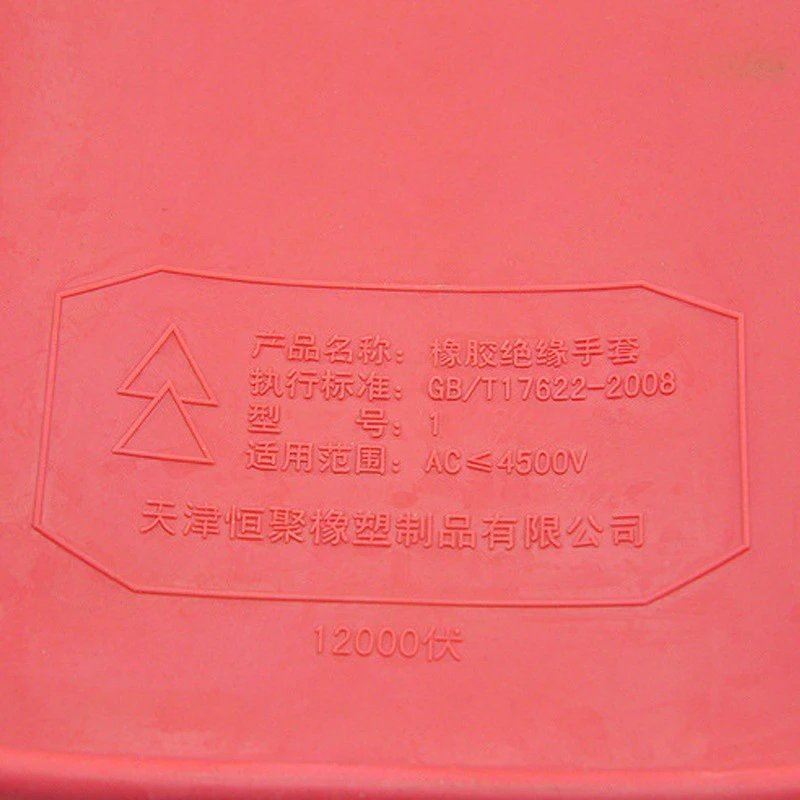 产品名称：橡胶绝缘手套
执行标准：GB/T17622-2008
型 号：1
适用范围：AC≤4500V
天津恒聚橡塑制品有限公司
12000伏